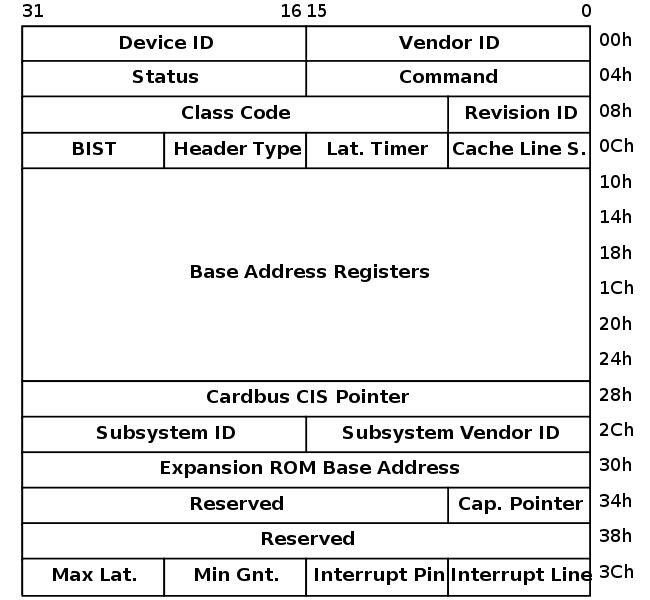 31 16 15 0
Device ID Vendor ID 00h
Status Command 04h
Class Code Revision ID 08h
BIST Header Type Lat. Timer Cache Line S. 0Ch
10h
14h
18h
Base Address Registers
1Ch
20h
24h
Cardbus CIS Pointer 28h
Subsystem ID Subsystem Vendor ID 2Ch
Expansion ROM Base Address 30h
Reserved Cap. Pointer 34h
Reserved 38h
Max Lat. Min Gnt. Interrupt Pin Interrupt Line 3Ch